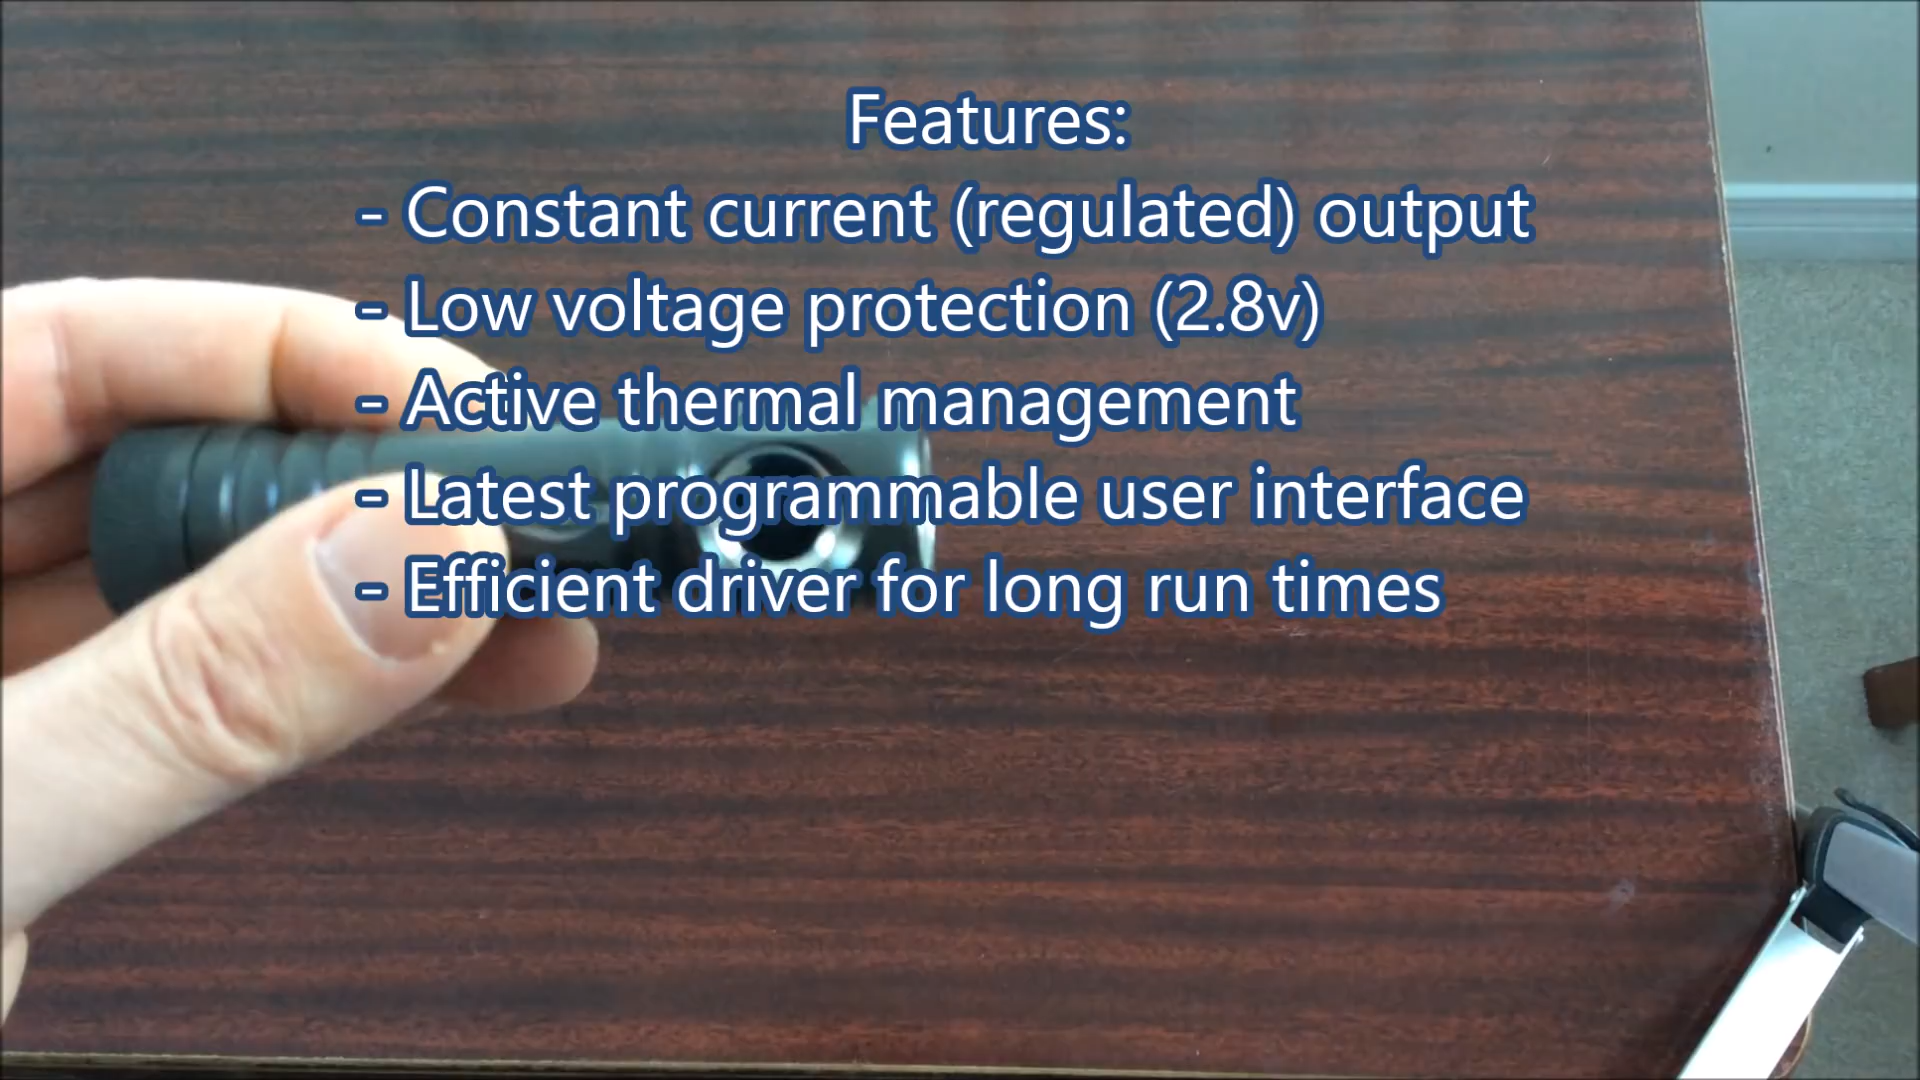 Features:
- Constant current (regulated) output
- Low voltage protection (2.8v)
- Active thermal management
- Latest programmable user interface
- Efficient driver for long run times